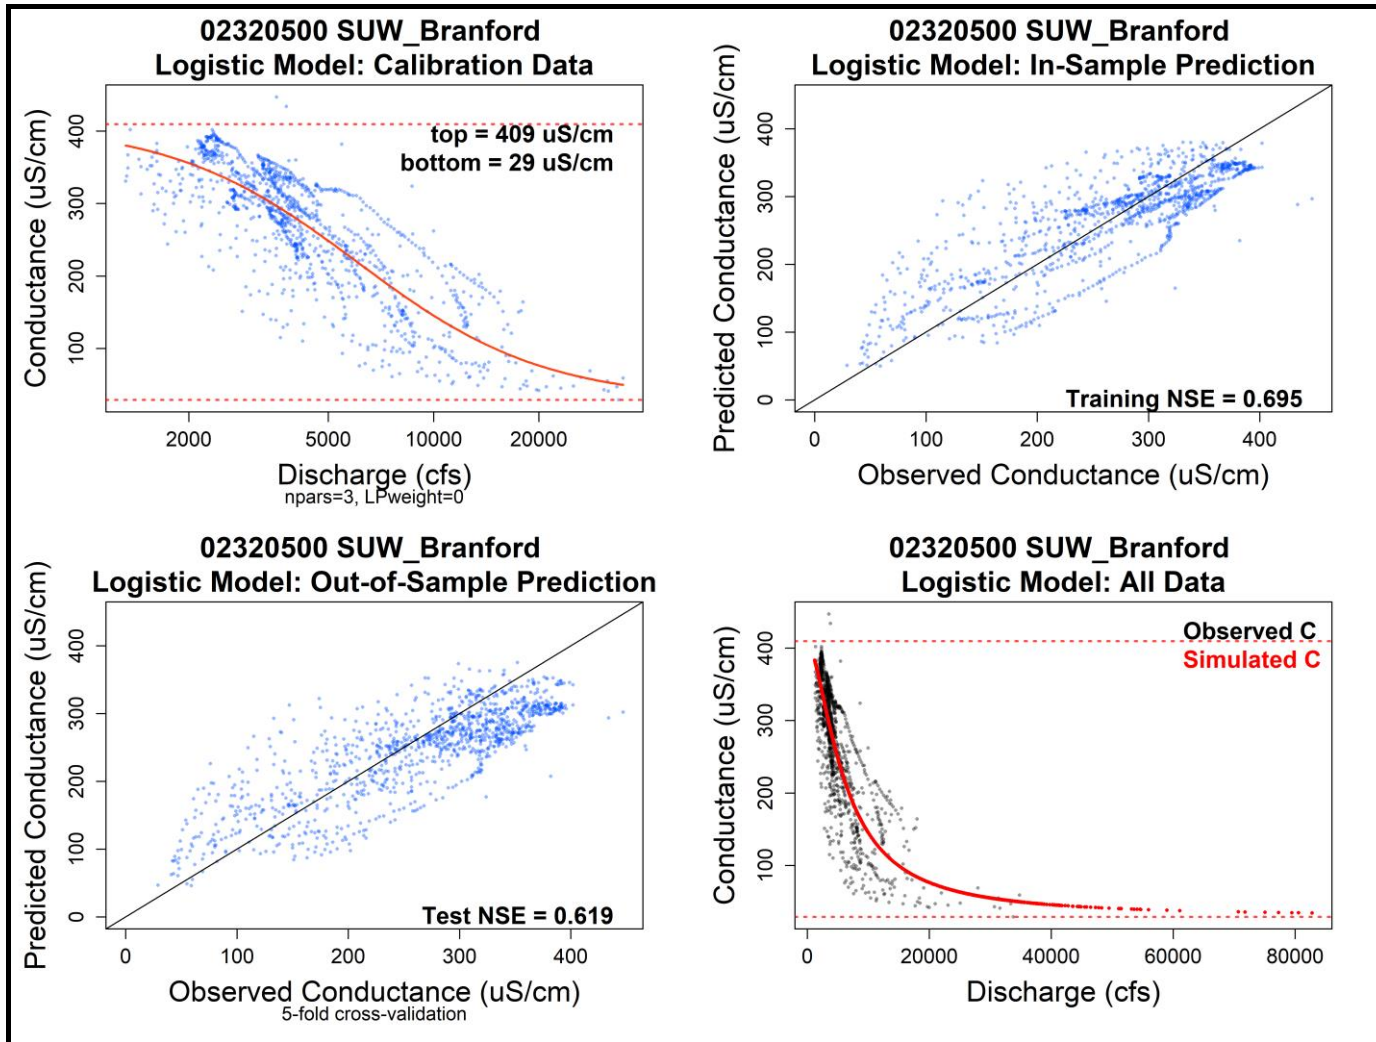 02320500 SUW_Branford
Logistic Model: Calibration Data
top = 409 uS/cm
bottom = 29 uS/cm
Conductance (uS/cm)
400
300
200
100
2000
5000
10000
20000
Discharge (cfs)
npars=3, LPweight=0
02320500 SUW_Branford
Logistic Model: In-Sample Prediction
Predicted Conductance (uS/cm)
400
300
200
100
0
Training NSE = 0.695
0
100
200
300
400
Observed Conductance (uS/cm)
02320500 SUW_Branford
Logistic Model: Out-of-Sample Prediction
Predicted Conductance (uS/cm)
400
300
200
100
0
Test NSE = 0.619
0
100
200
300
400
Observed Conductance (uS/cm)
5-fold cross-validation
02320500 SUW_Branford
Logistic Model: All Data
Observed C
Simulated C
Conductance (uS/cm)
400
300
200
100
0
20000
40000
60000
80000
Discharge (cfs)